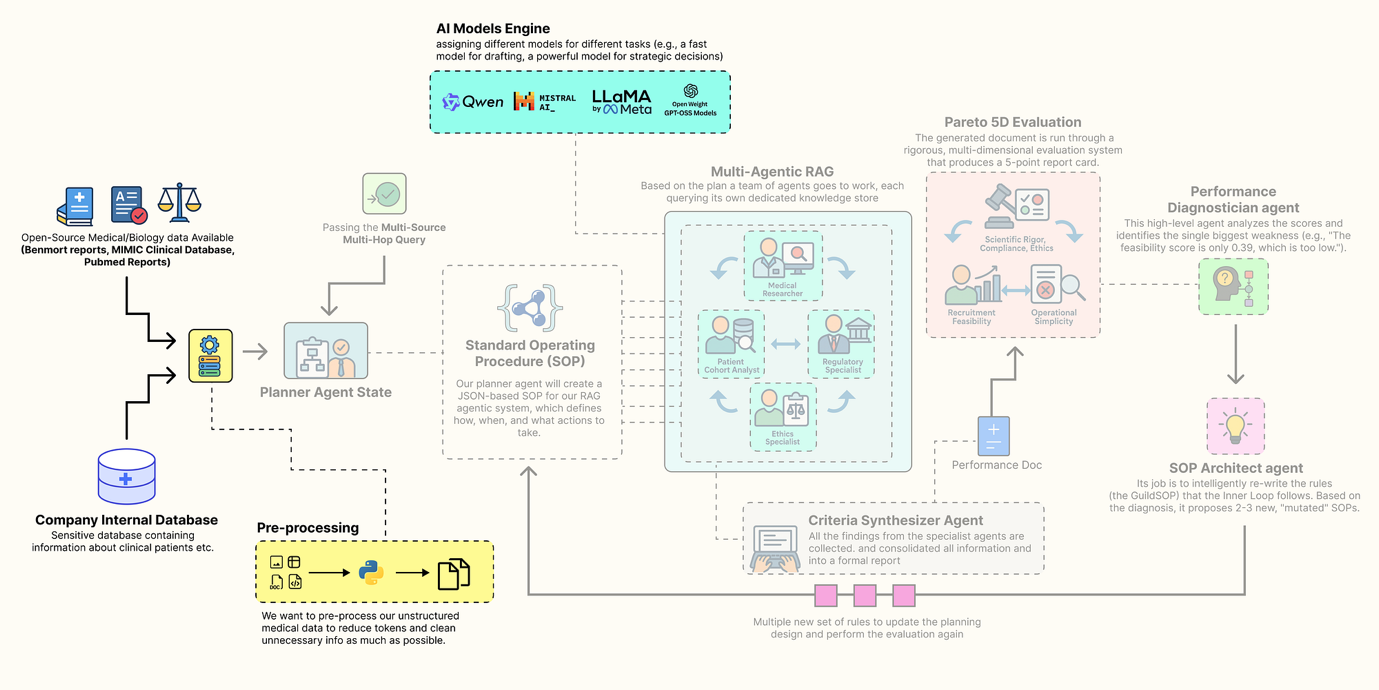 AI Models Engine
assigning different models for different tasks (e.g., a fast
model for drafting, a powerful model for strategic decisions)
Qwen
MISTRAL
AI_
LLaMA
by Meta
Open Weight
GPT-OSS Models
Open-Source Medical/Biology data Available
(Benmort reports, MIMIC Clinical Database,
Pubmed Reports)
Passing the Multi-Source
Multi-Hop Query
Planner Agent State
Company Internal Database
Sensitive database containing
information about clinical patients etc.
Pre-processing
DOC
We want to pre-process our unstructured
medical data to reduce tokens and clean
unnecessary info as much as possible.
Standard Operating
Procedure (SOP)
Our planner agent will create a
JSON-based SOP for our RAG
agentic system, which defines
how, when, and what actions to
take.
Multi-Agentic RAG
Based on the plan a team of agents goes to work, each
querying its own dedicated knowledge store
Medical
Researcher
Patient
Cohort Analyst
Regulatory
Specialist
Ethics
Specialist
Criteria Synthesizer Agent
All the findings from the specialist agents are
collected. and consolidated all information and
into a formal report
Performance Doc
Pareto 5D Evaluation
The generated document is run through a
rigorous, multi-dimensional evaluation system
that produces a 5-point report card.
Scientific Rigor,
Compliance, Ethics
Recruitment
Feasibility
Operational
Simplicity
Performance
Diagnostician agent
This high-level agent analyzes the scores and
identifies the single biggest weakness (e.g., "The
feasibility score is only 0.39, which is too low.").
SOP Architect agent
Its job is to intelligently re-write the rules
(the GuildSOP) that the Inner Loop follows. Based on
the diagnosis, it proposes 2-3 new, "mutated" SOPs.
Multiple new set of rules to update the planning
design and perform the evaluation again